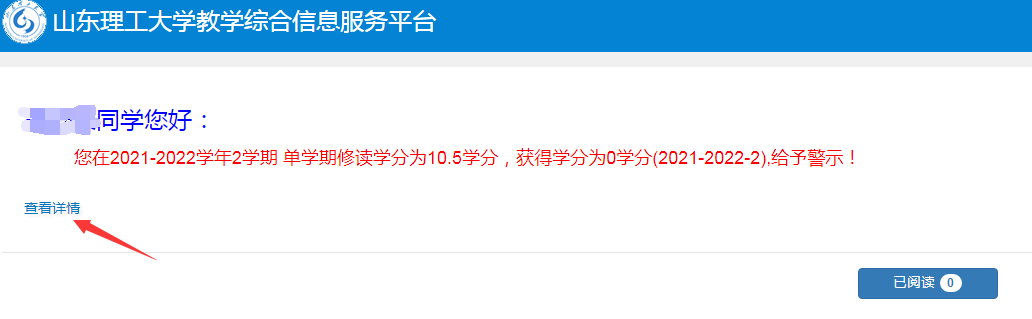 山东理工大学教学综合信息服务平台
同学您好：
您在2021-2022学年2学期 单学期修读学分为10.5学分，获得学分为0学分(2021-2022-2),给予警示！
查看详情
已阅读 0